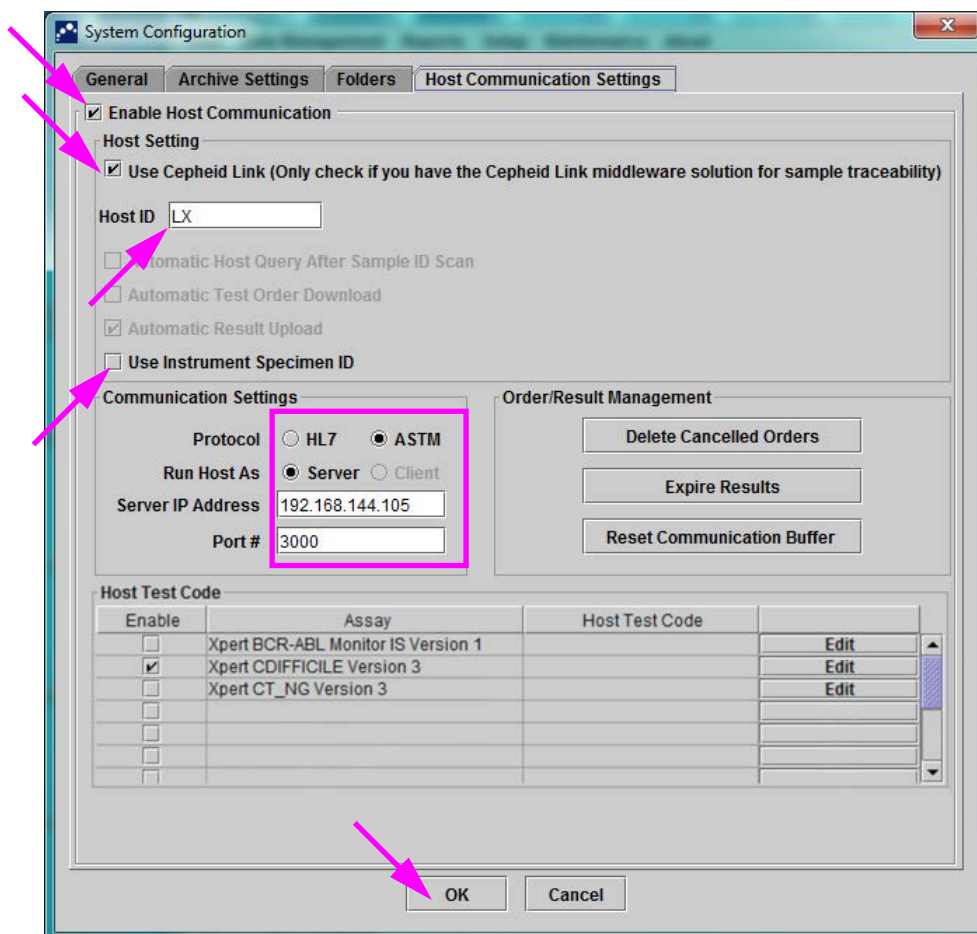 System Configuration
General Archive Settings Folders Host Communication Settings
Enable Host Communication
Host Setting
Use Cepheid Link (Only check if you have the Cepheid Link middleware solution for sample traceability)
Host ID LX
Automatic Host Query After Sample ID Scan
Automatic Test Order Download
Automatic Result Upload
Use Instrument Specimen ID
Communication Settings
Protocol HL7 ASTM
Run Host As Server Client
Server IP Address 192.168.144.105
Port # 3000
Order/Result Management
Delete Cancelled Orders
Expire Results
Reset Communication Buffer
Host Test Code
Enable Assay Host Test Code
Xpert BCR-ABL Monitor IS Version 1 Edit
Xpert CDIFFICILE Version 3 Edit
Xpert CT_NG Version 3 Edit
OK Cancel